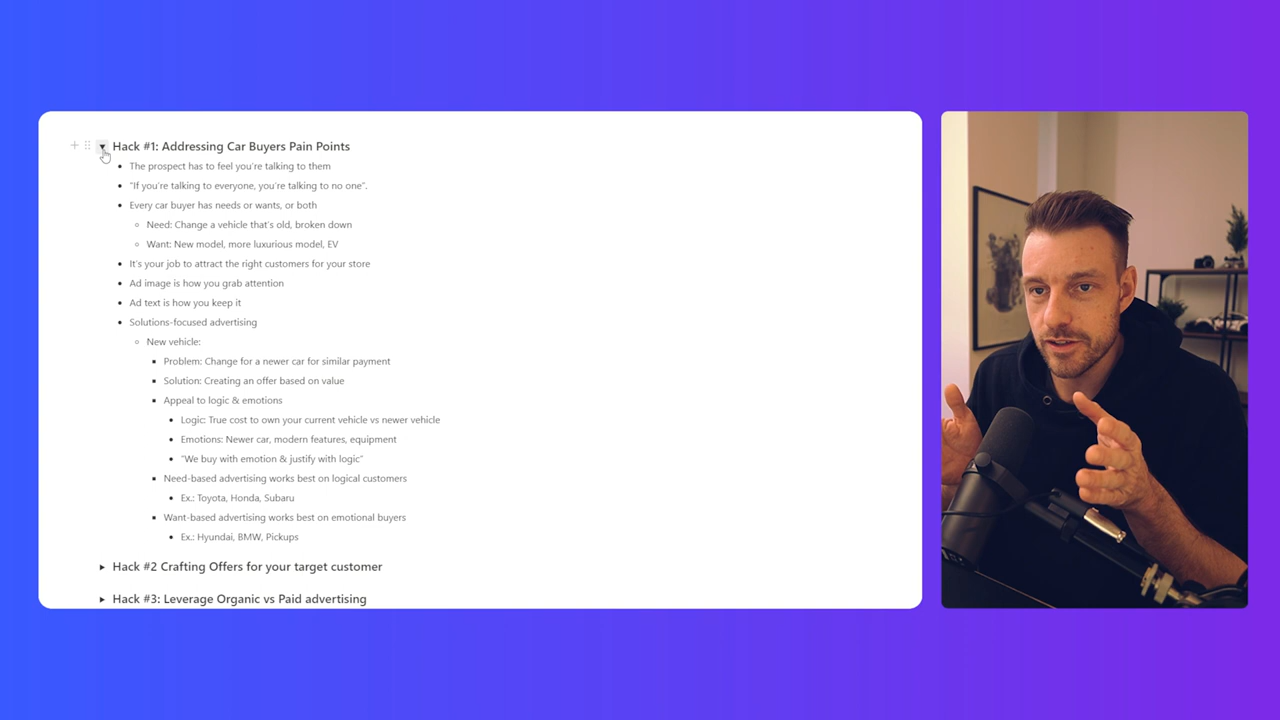 Hack #1: Addressing Car Buyers Pain Points
The prospect has to feel you're talking to them
"If you're talking to everyone, you're talking to no one".
Every car buyer has needs or wants, or both
Need: Change a vehicle that's old, broken down
Want: New model, more luxurious model, EV
It's your job to attract the right customers for your store
Ad image is how you grab attention
Ad text is how you keep it
Solutions-focused advertising
New vehicle:
Problem: Change for a newer car for similar payment
Solution: Creating an offer based on value
Appeal to logic & emotions
Logic: True cost to own your current vehicle vs newer vehicle
Emotions: Newer car, modern features, equipment
"We buy with emotion & justify with logic"
Need-based advertising works best on logical customers
Ex.: Toyota, Honda, Subaru
Want-based advertising works best on emotional buyers
Ex.: Hyundai, BMW, Pickups
Hack #2 Crafting Offers for your target customer
Hack #3: Leverage Organic vs Paid advertising